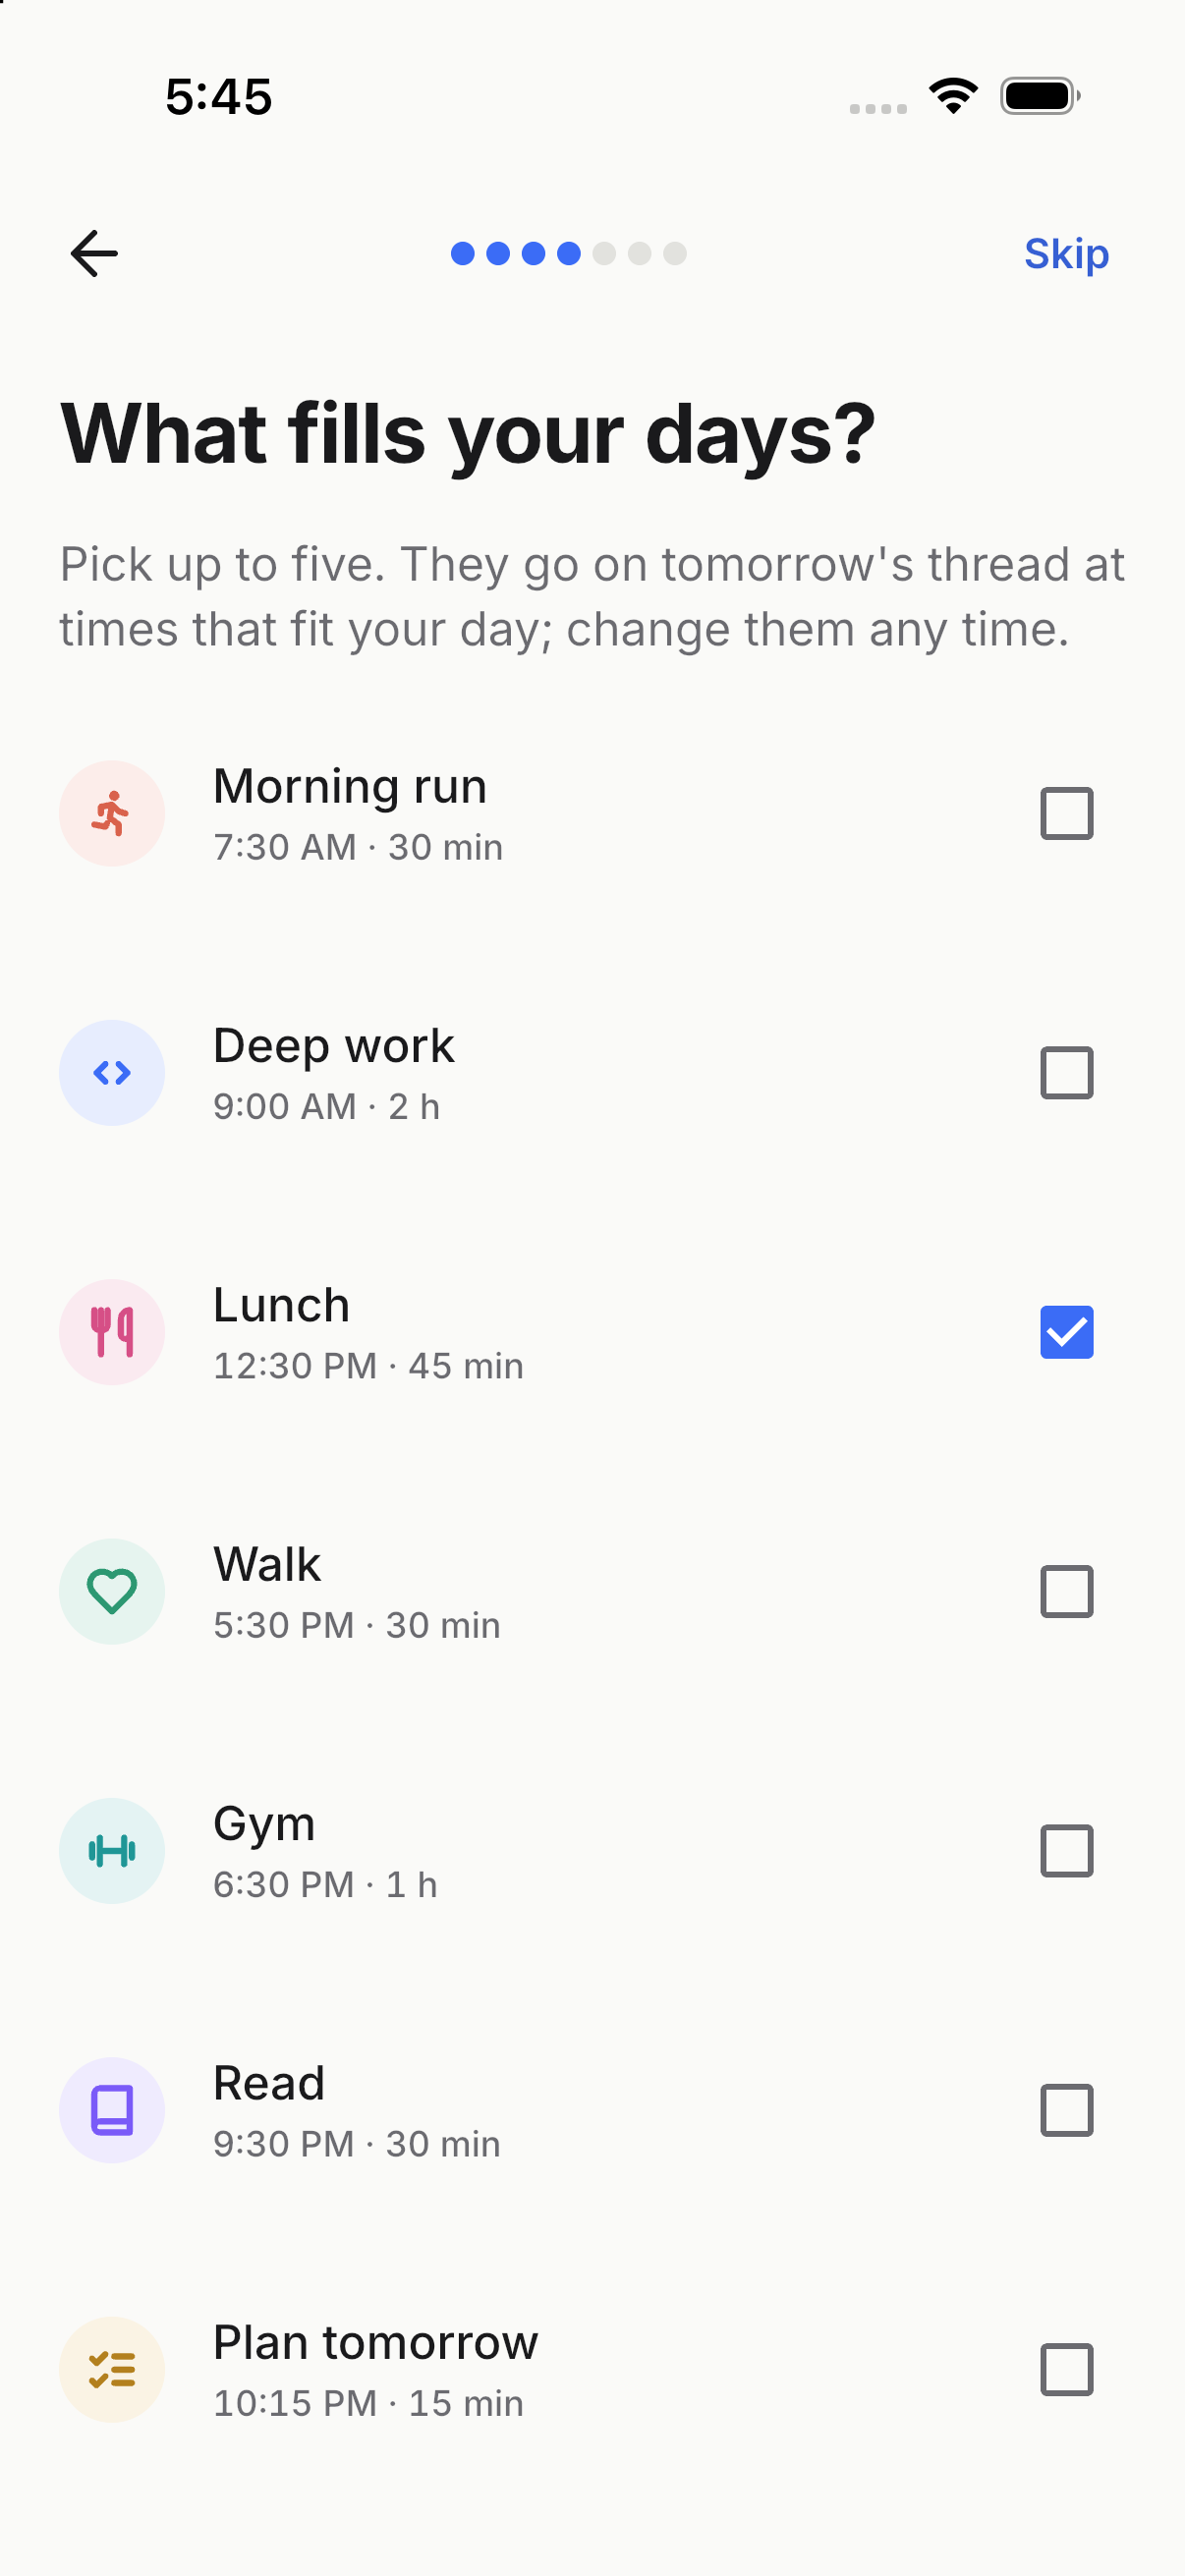 5:45
Skip
What fills your days?
Pick up to five. They go on tomorrow's thread at
times that fit your day; change them any time.
Morning run
7:30 AM · 30 min
Deep work
9:00 AM · 2 h
Lunch
12:30 PM · 45 min
Walk
5:30 PM · 30 min
Gym
6:30 PM · 1 h
Read
9:30 PM · 30 min
Plan tomorrow
10:15 PM · 15 min